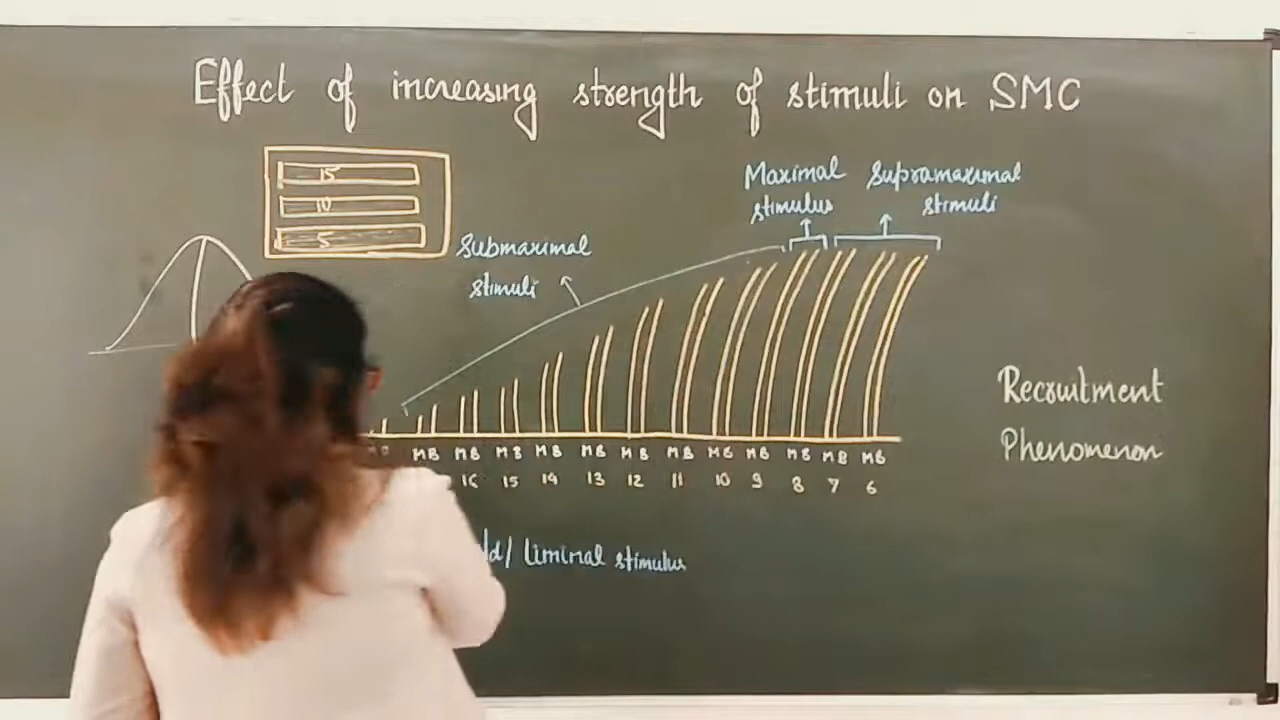 Effect of increasing strength of stimuli on SMC
15
10
5
Maximal
stimulus
Supramaximal
stimuli
Submaximal
stimuli
Recruitment
Phenomenon
MB MB MB MB MB MB MB MB MB MB MB MB
16 15 14 13 12 11 10 9 8 7 6
liminal stimulus